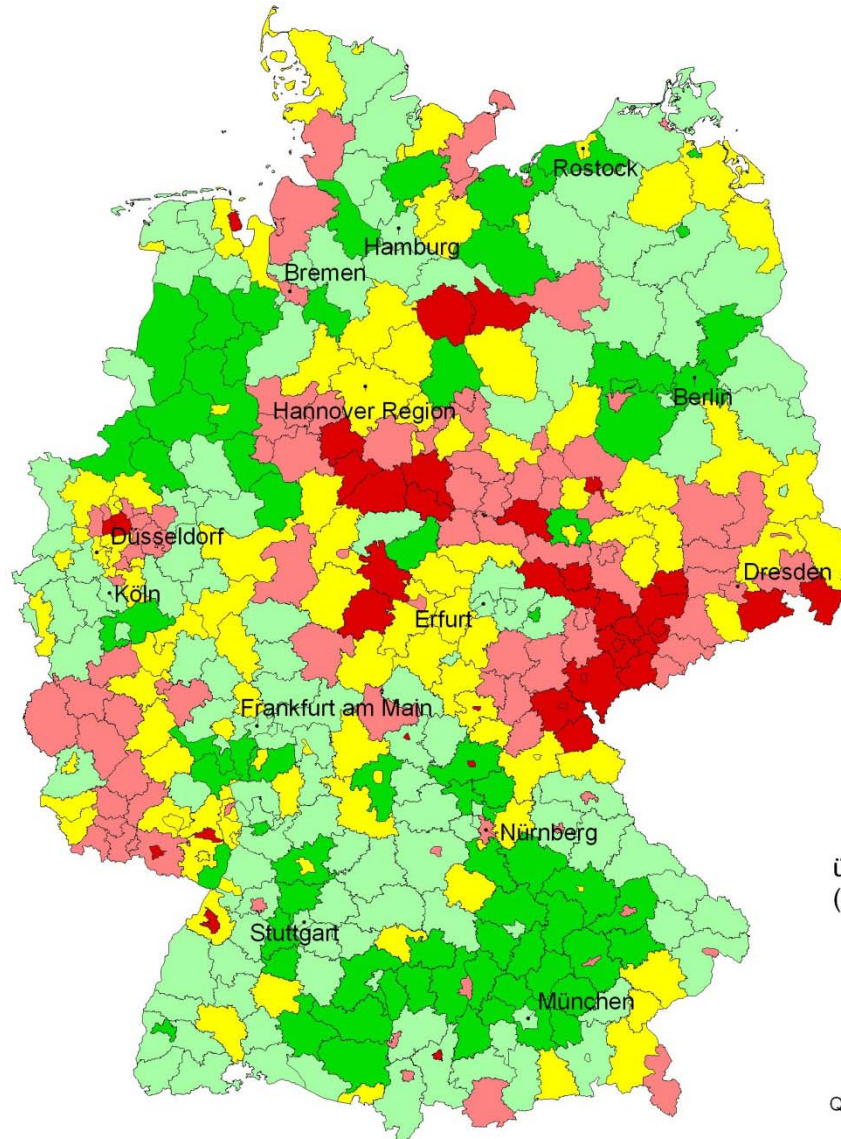 Rostock
Hamburg
Bremen
Berlin
Hannover Region
Düsseldorf
Köln
Dresden
Erfurt
Frankfurt am Main
Nürnberg
ü
(
Stuttgart
München
Q